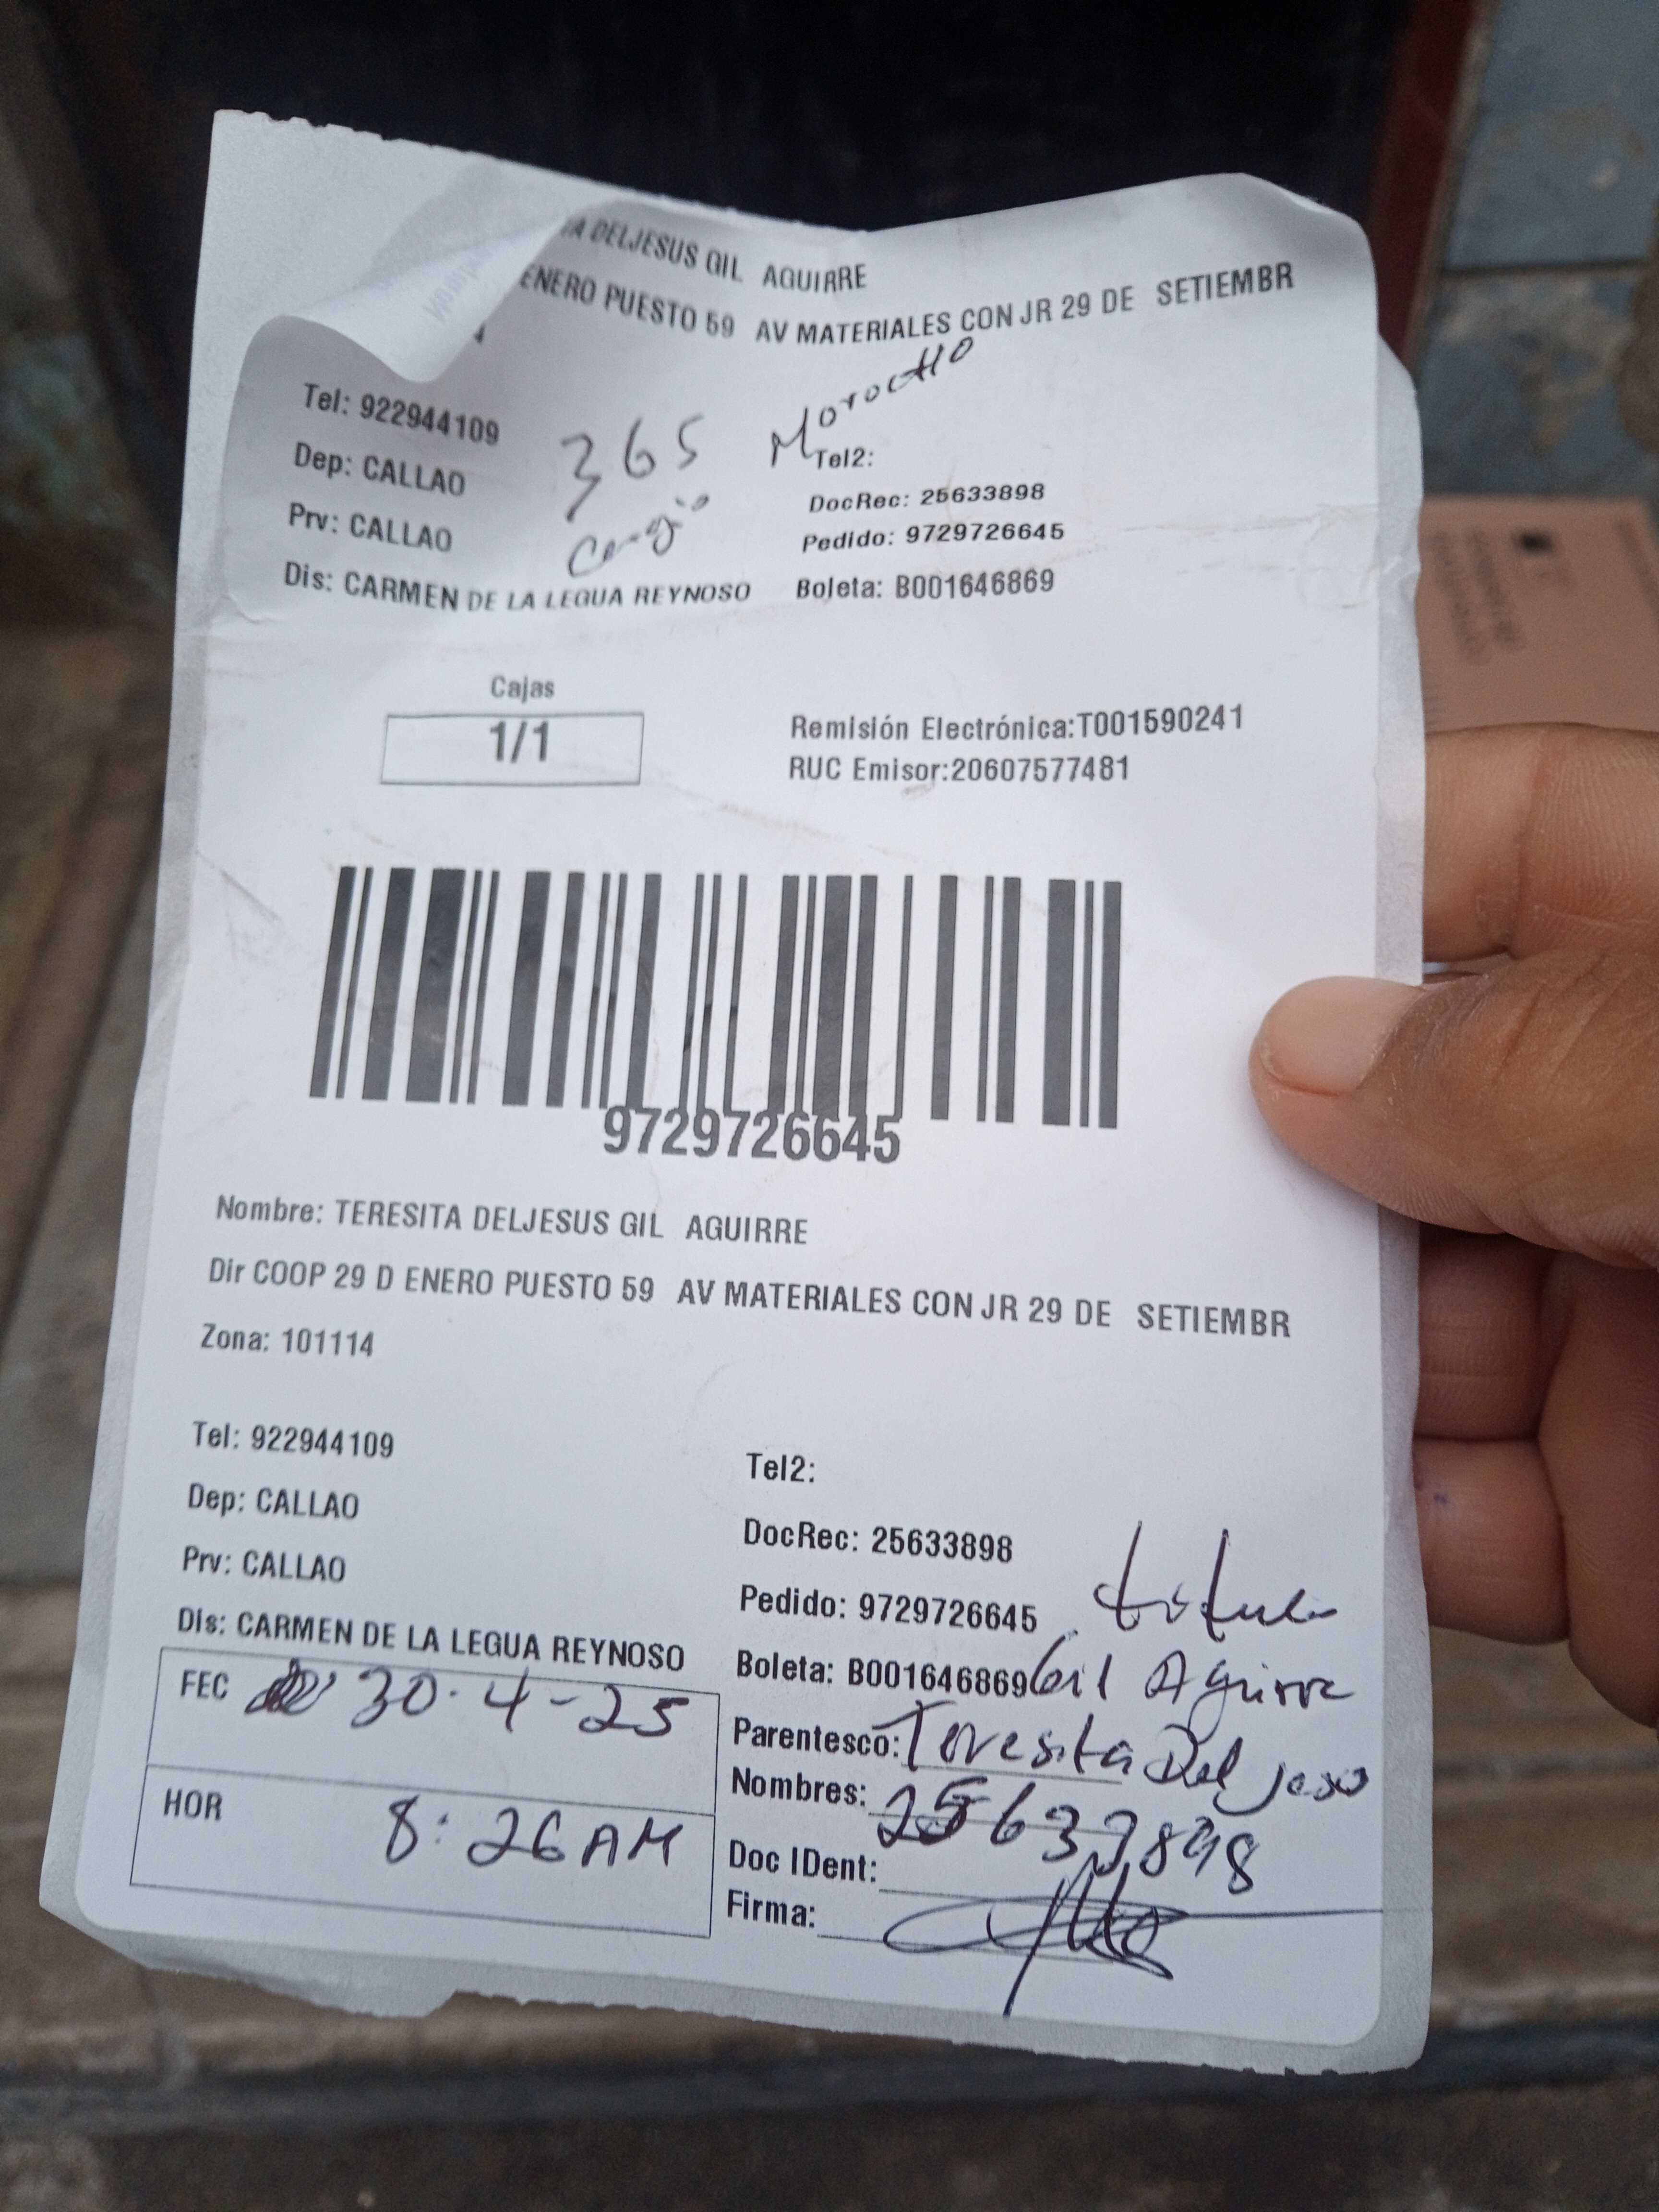 A DELJESUS GIL AGUIRRE
ENERO PUESTO 59 AV MATERIALES CON JR 29 DE SETIEMBR
Morocho
Tel: 922944109
365
Tel2:
Dep: CALLAO
DocRec: 25633898
Prv: CALLAO
Pedido: 9729726645
Dis: CARMEN DE LA LEGUA REYNOSO
Boleta: B001646869
Cajas
1/1
Remisión Electrónica:T001590241
RUC Emisor:20607577481
9729726645
Nombre: TERESITA DELJESUS GIL AGUIRRE
Dir COOP 29 D ENERO PUESTO 59 AV MATERIALES CON JR 29 DE SETIEMBR
Zona: 101114
Tel: 922944109
Tel2:
Dep: CALLAO
DocRec: 25633898
Prv: CALLAO
Pedido: 9729726645
Dis: CARMEN DE LA LEGUA REYNOSO
Boleta: B001646869 Gil Aguirre
FEC 30-4-25
Parentesco: Teresita Del Jesus
Nombres: 25633898
HOR 8:26 AM
Doc IDent:
Firma: